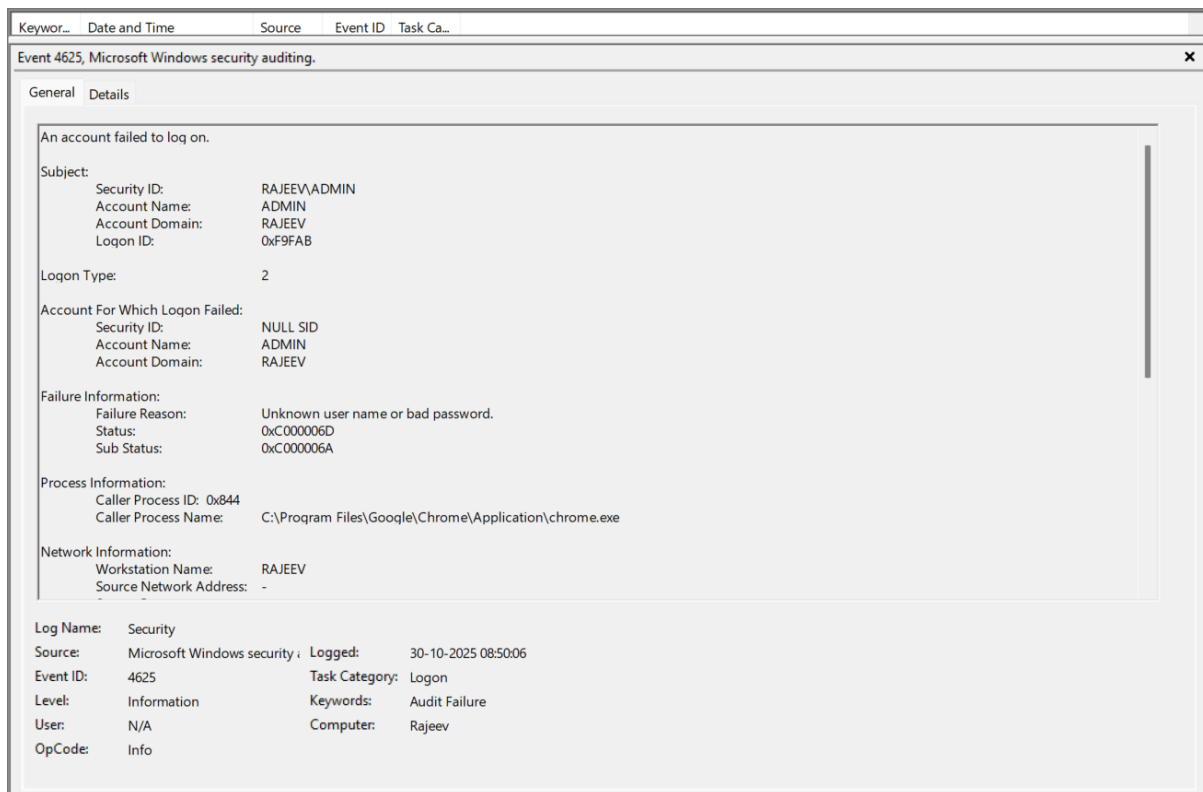 Keywor... Date and Time Source Event ID Task Ca...
Event 4625, Microsoft Windows security auditing.
General Details
An account failed to log on.
Subject:
Security ID: RAJEEV\ADMIN
Account Name: ADMIN
Account Domain: RAJEEV
Logon ID: 0xF9FAB
Logon Type: 2
Account For Which Logon Failed:
Security ID: NULL SID
Account Name: ADMIN
Account Domain: RAJEEV
Failure Information:
Failure Reason: Unknown user name or bad password.
Status: 0xC000006D
Sub Status: 0xC000006A
Process Information:
Caller Process ID: 0x844
Caller Process Name: C:\Program Files\Google\Chrome\Application\chrome.exe
Network Information:
Workstation Name: RAJEEV
Source Network Address: -
Log Name: Security
Source: Microsoft Windows security Logged: 30-10-2025 08:50:06
Event ID: 4625 Task Category: Logon
Level: Information Keywords: Audit Failure
User: N/A Computer: Rajeev
OpCode: Info